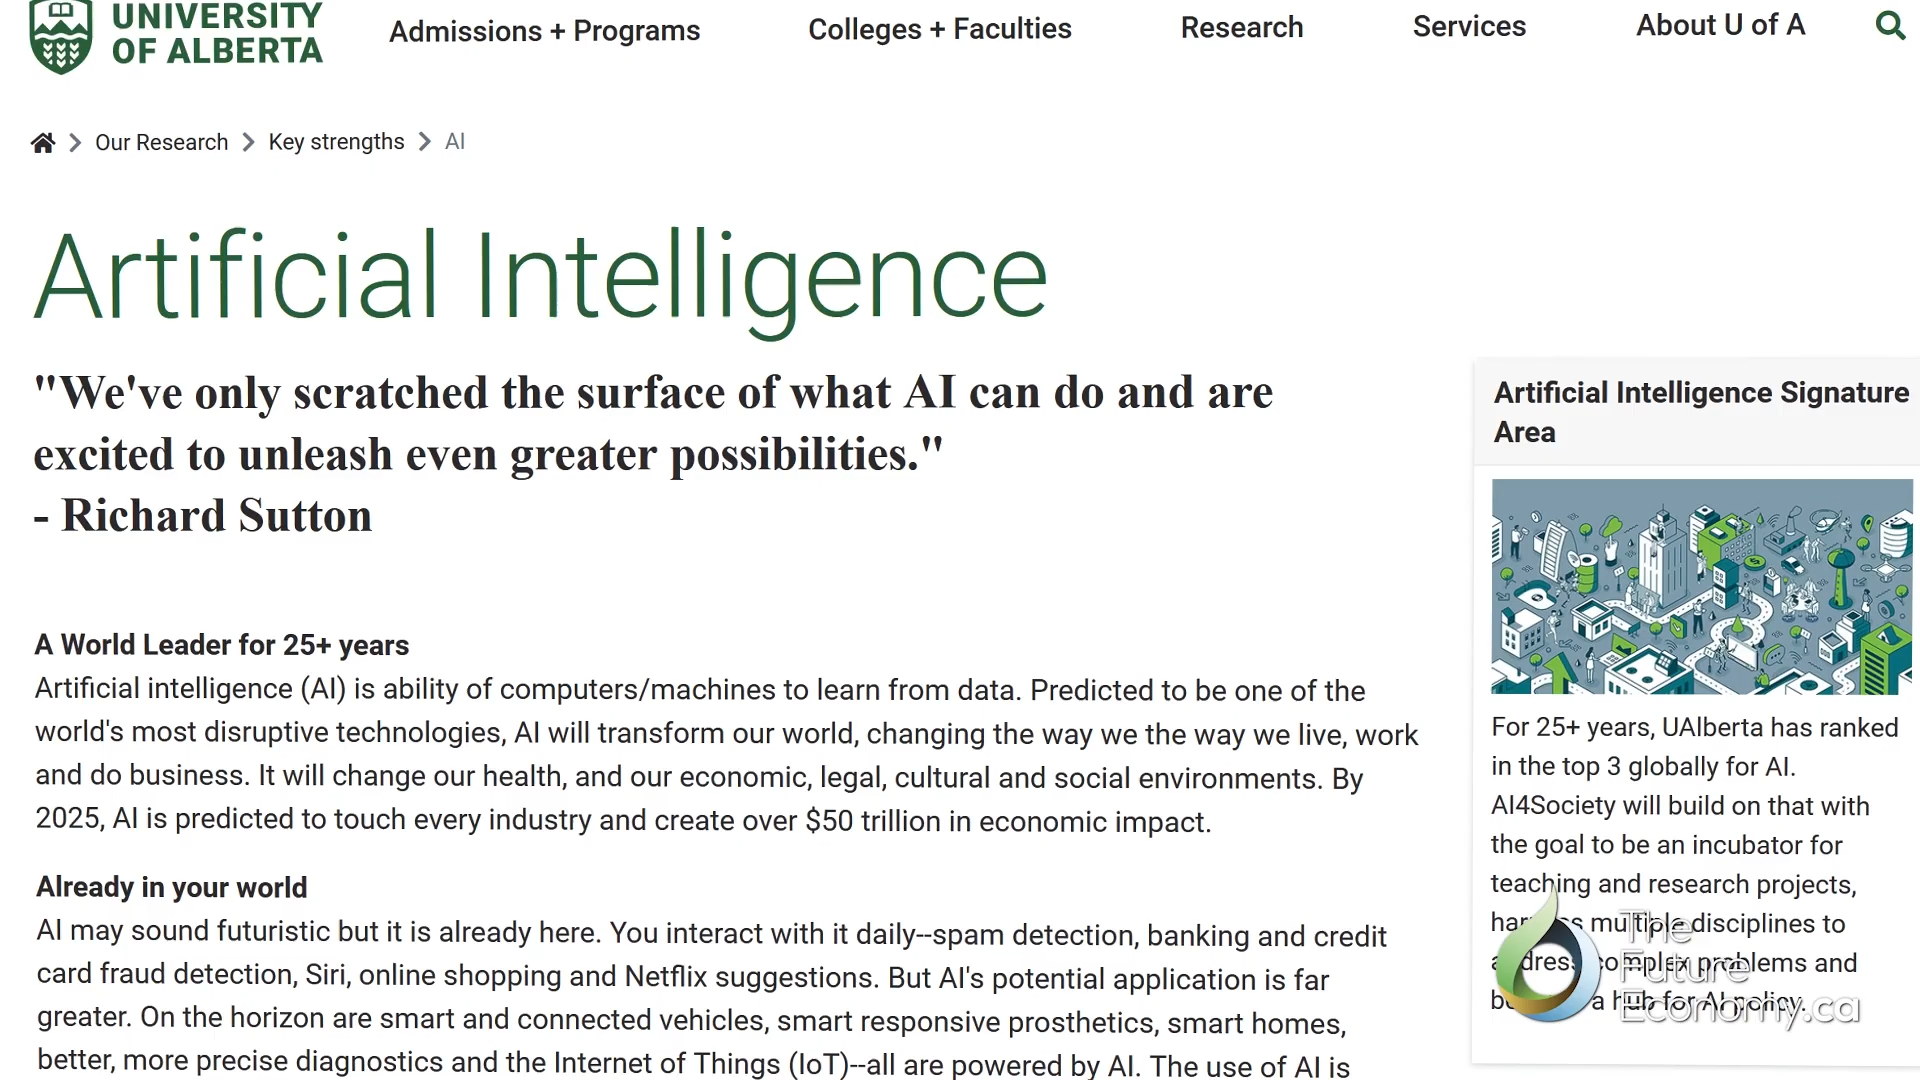 UNIVERSITY
OF ALBERTA
Admissions + Programs
Colleges + Faculties
Research
Services
About U of A
Our Research
Key strengths
AI
Artificial Intelligence
"We've only scratched the surface of what AI can do and are
excited to unleash even greater possibilities."
- Richard Sutton
A World Leader for 25+ years
Artificial intelligence (AI) is ability of computers/machines to learn from data. Predicted to be one of the
world's most disruptive technologies, AI will transform our world, changing the way we the way we live, work
and do business. It will change our health, and our economic, legal, cultural and social environments. By
2025, AI is predicted to touch every industry and create over $50 trillion in economic impact.
Already in your world
AI may sound futuristic but it is already here. You interact with it daily--spam detection, banking and credit
card fraud detection, Siri, online shopping and Netflix suggestions. But AI's potential application is far
greater. On the horizon are smart and connected vehicles, smart responsive prosthetics, smart homes,
better, more precise diagnostics and the Internet of Things (IoT)--all are powered by AI. The use of AI is
Artificial Intelligence Signature
Area
For 25+ years, UAlberta has ranked
in the top 3 globally for AI.
AI4Society will build on that with
the goal to be an incubator for
teaching and research projects,
multiple disciplines to
complex problems and
a hub for AI policy.
The
Future
Economy.ca